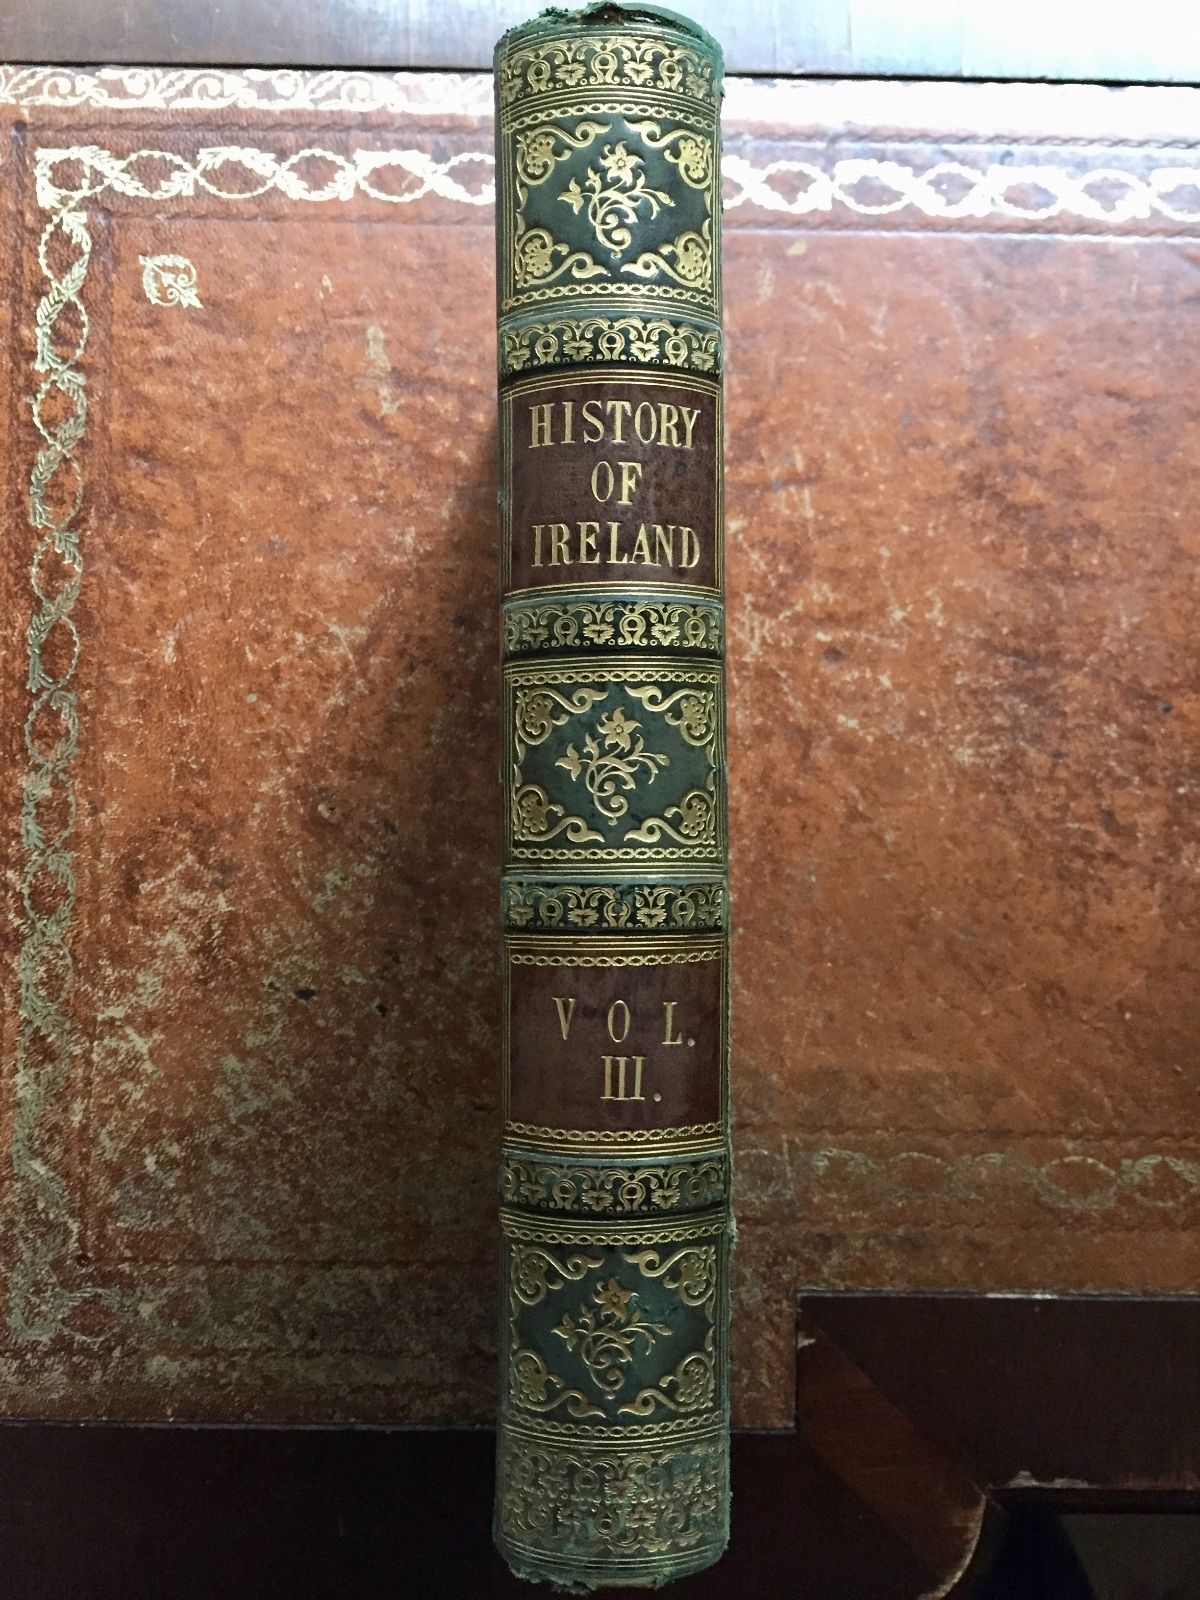 HISTORY
OF
IRELAND
VOL.
III.